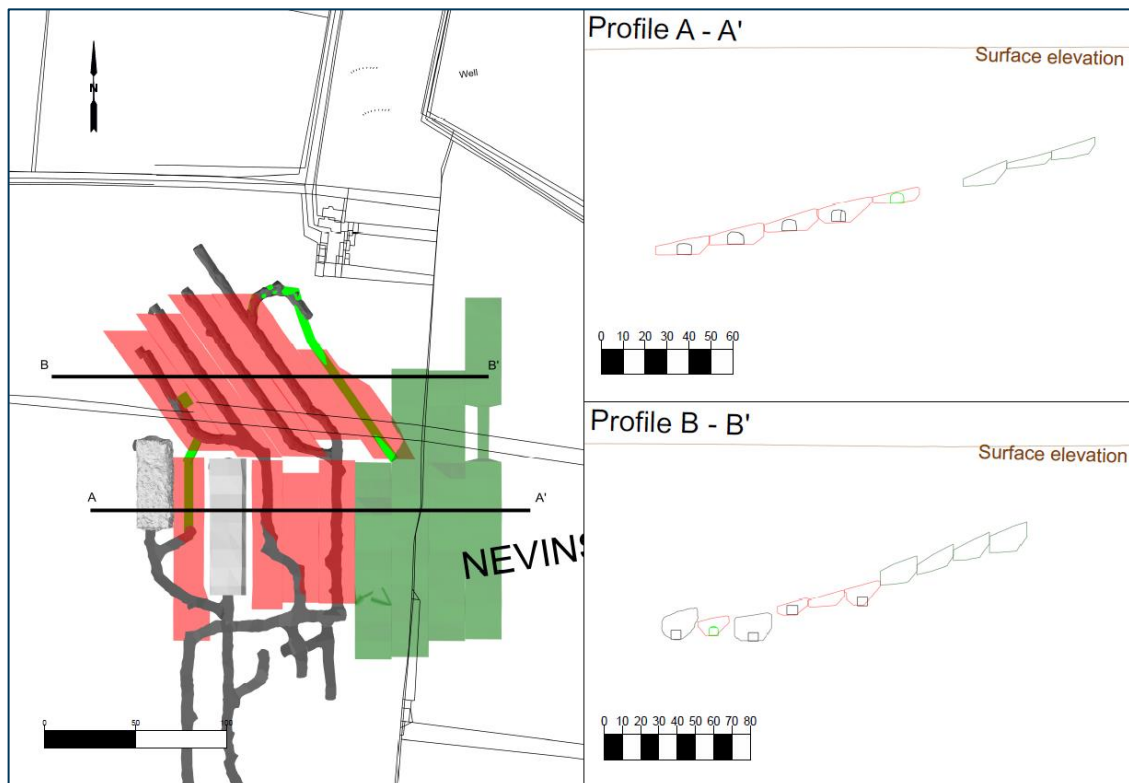 N
Well
B
B'
A
A'
NEVINS
0 50 100
Profile A - A'
Surface elevation
0 10 20 30 40 50 60
Profile B - B'
Surface elevation
0 10 20 30 40 50 60 70 80